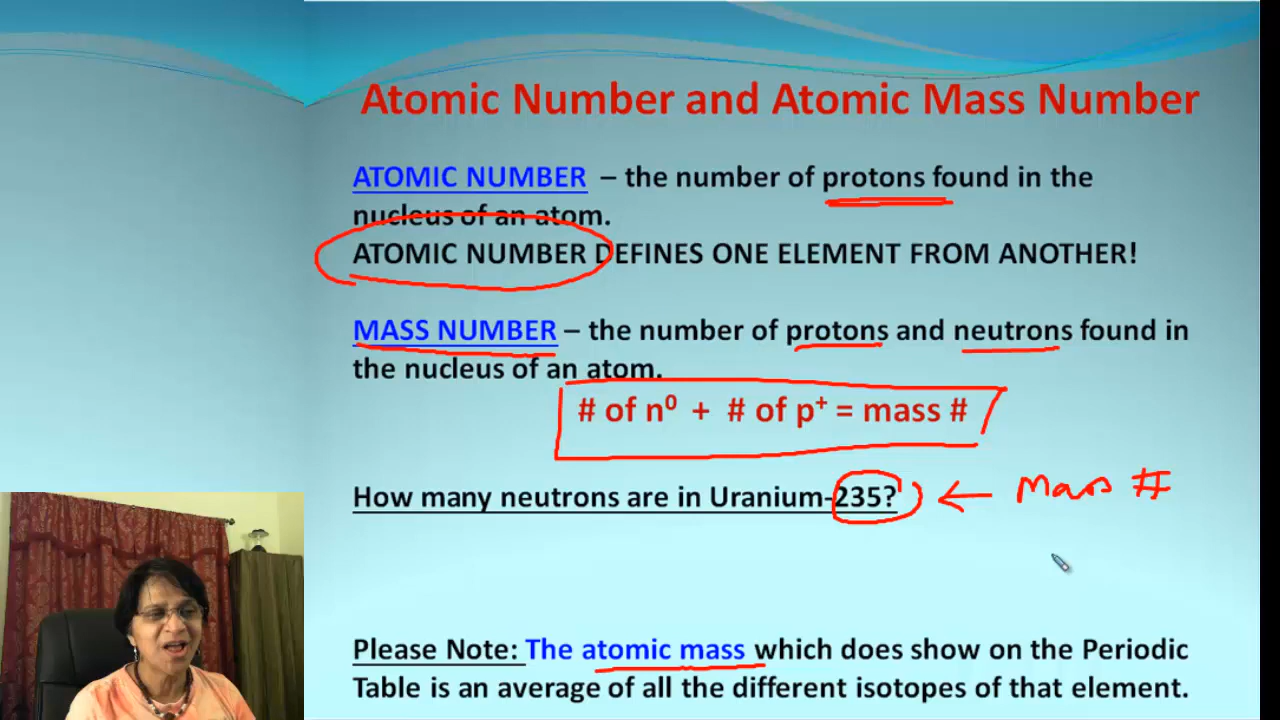 Atomic Number and Atomic Mass Number
ATOMIC NUMBER – the number of protons found in the
nucleus of an atom.
ATOMIC NUMBER DEFINES ONE ELEMENT FROM ANOTHER!
MASS NUMBER – the number of protons and neutrons found in
the nucleus of an atom.
# of n⁰ + # of p⁺ = mass #
How many neutrons are in Uranium-235? ← Mass #
Please Note: The atomic mass which does show on the Periodic
Table is an average of all the different isotopes of that element.